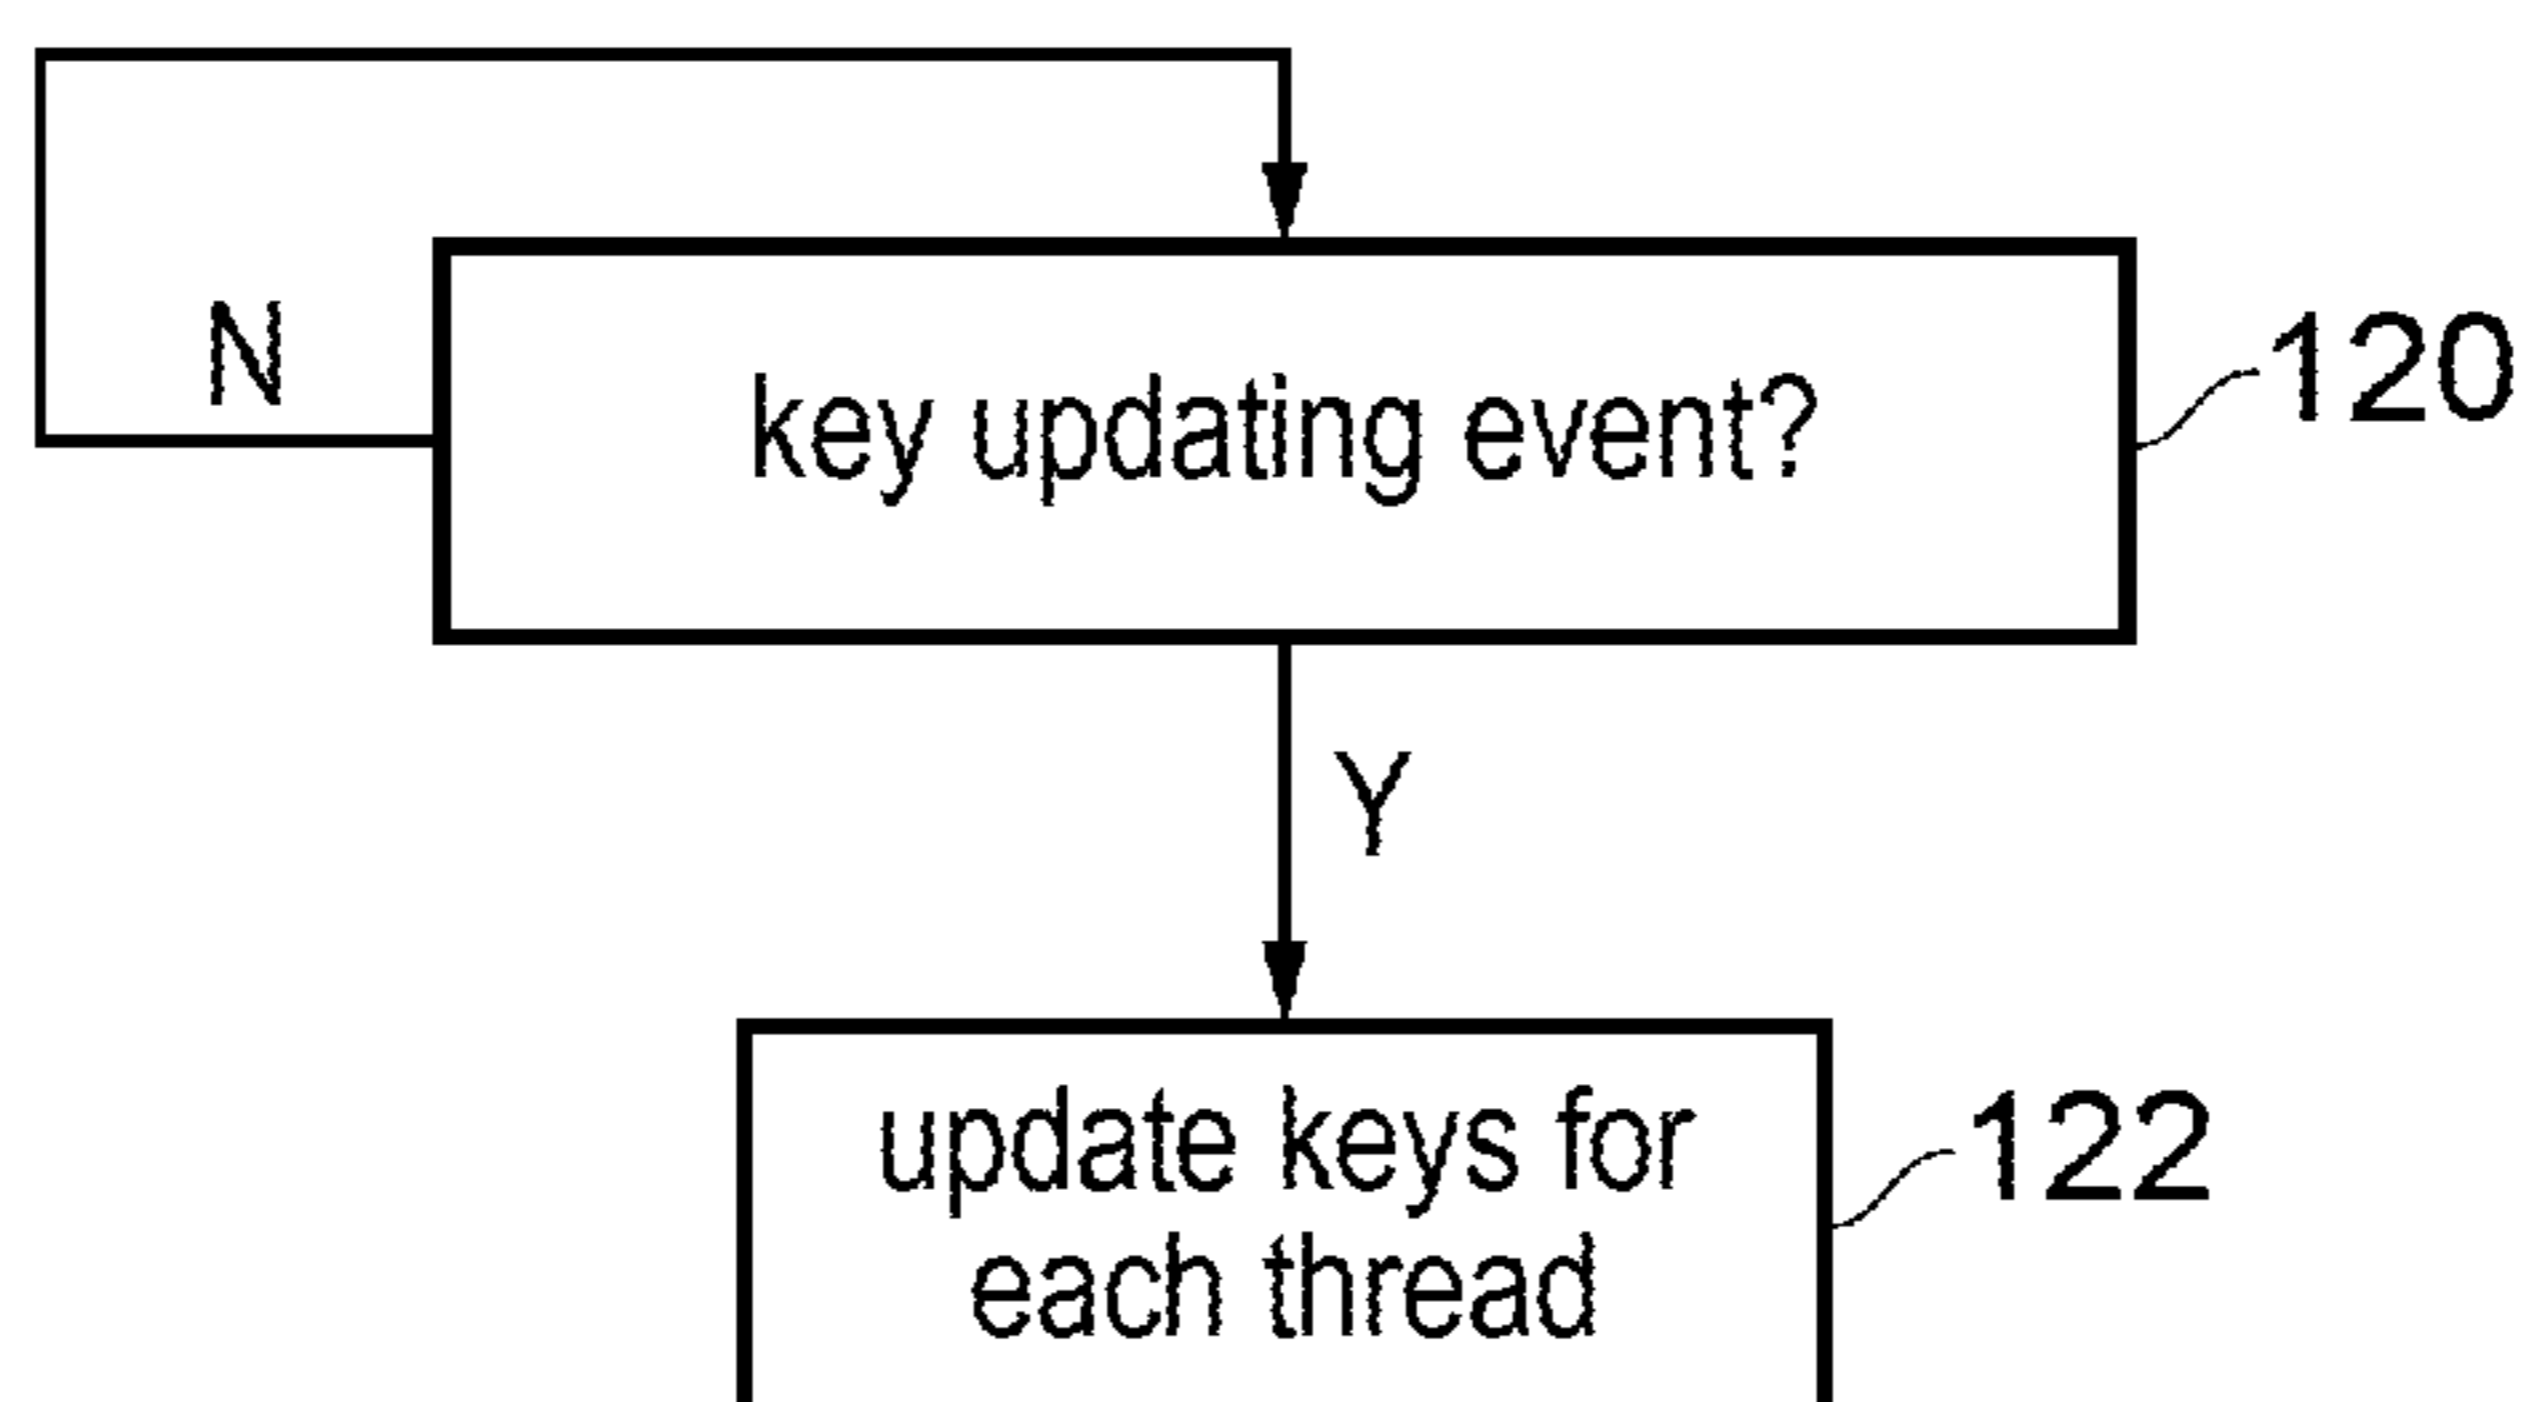 N
key updating event?
120
Y
update keys for
each thread
122